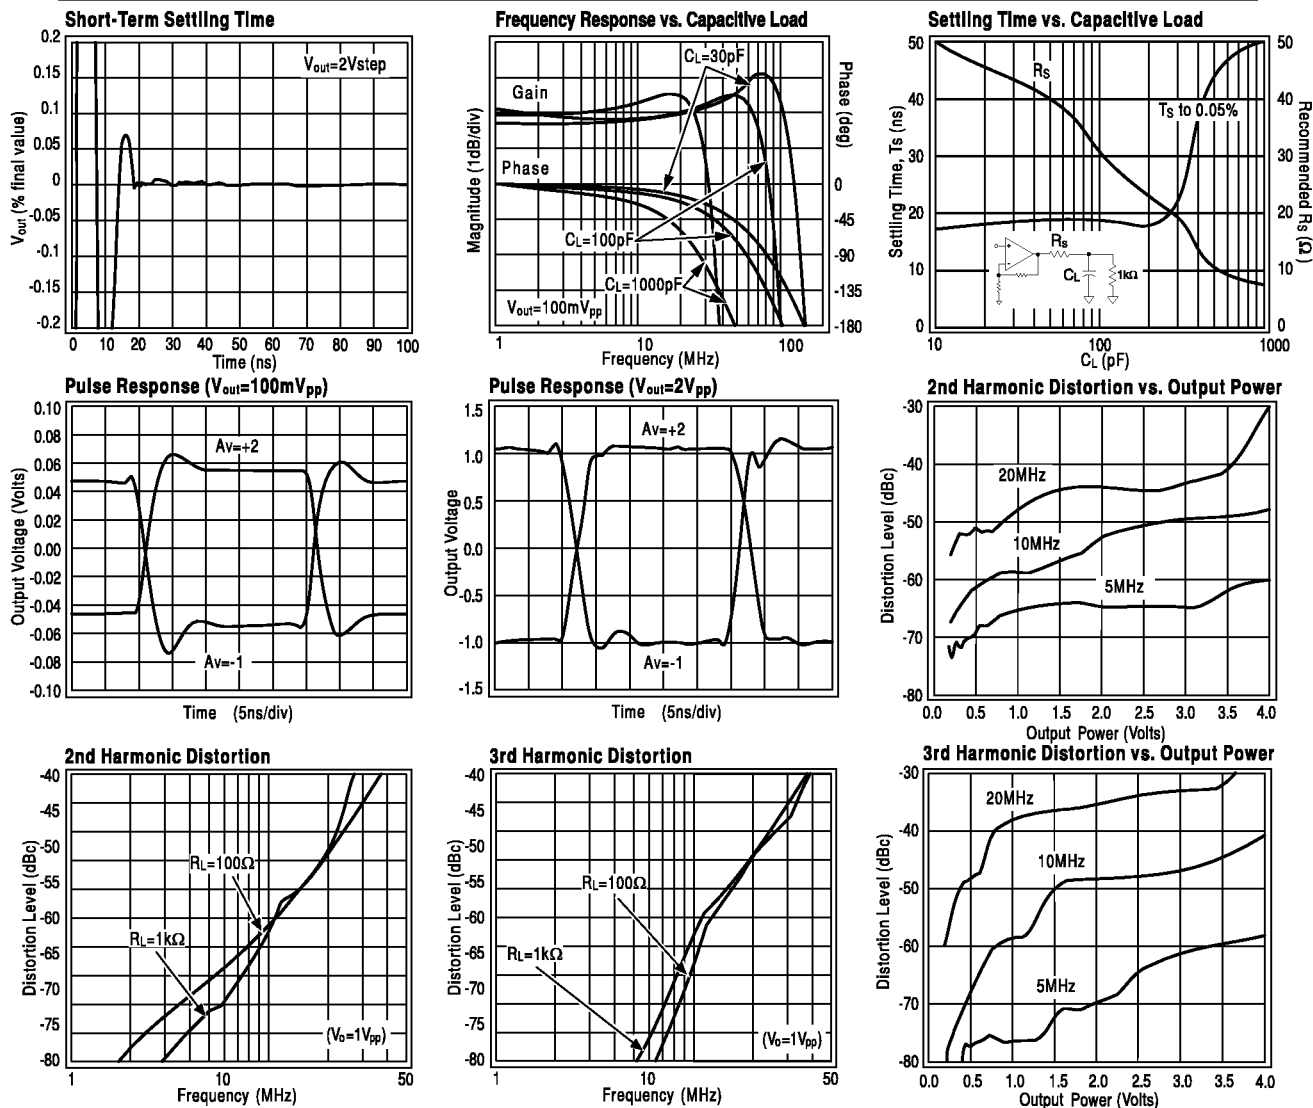 Short-Term Settling Time
0.2
0.15
0.1
0.05
0
-0.05
-0.1
-0.15
-0.2
Vout (% final value)
Vout=2Vstep
0 10 20 30 40 50 60 70 80 90 100
Time (ns)
Frequency Response vs. Capacitive Load
Magnitude (1dB/div)
Gain
Phase
CL=30pF
CL=100pF
CL=1000pF
Vout=100mVpp
Phase (deg)
0
-45
-90
-135
-180
1 10 100
Frequency (MHz)
Settling Time vs. Capacitive Load
50
40
30
20
10
0
Settling Time, Ts (ns)
RS
TS to 0.05%
RS
CL
1kΩ
+
-
50
40
30
20
10
0
Recommended RS (Ω)
10 100 1000
CL (pF)
Pulse Response (Vout=100mVpp)
0.10
0.08
0.06
0.04
0.02
0.00
-0.02
-0.04
-0.06
-0.08
-0.10
Output Voltage (Volts)
Av=+2
Av=-1
Time (5ns/div)
Pulse Response (Vout=2Vpp)
1.5
1.0
0.0
-0.5
-1.0
-1.5
Output Voltage
Av=+2
Av=-1
Time (5ns/div)
2nd Harmonic Distortion vs. Output Power
-30
-40
-50
-60
-70
-80
Distortion Level (dBc)
20MHz
10MHz
5MHz
0.0 0.5 1.0 1.5 2.0 2.5 3.0 3.5 4.0
Output Power (Volts)
2nd Harmonic Distortion
-40
-45
-50
-55
-60
-65
-70
-75
-80
Distortion Level (dBc)
RL=100Ω
RL=1kΩ
(Vo=1Vpp)
1 10 50
Frequency (MHz)
3rd Harmonic Distortion
-40
-45
-50
-55
-60
-65
-70
-75
-80
Distortion Level (dBc)
RL=100Ω
RL=1kΩ
(Vo=1Vpp)
1 10 50
Frequency (MHz)
3rd Harmonic Distortion vs. Output Power
-30
-40
-50
-60
-70
-80
Distortion Level (dBc)
20MHz
10MHz
5MHz
0.0 0.5 1.0 1.5 2.0 2.5 3.0 3.5 4.0
Output Power (Volts)